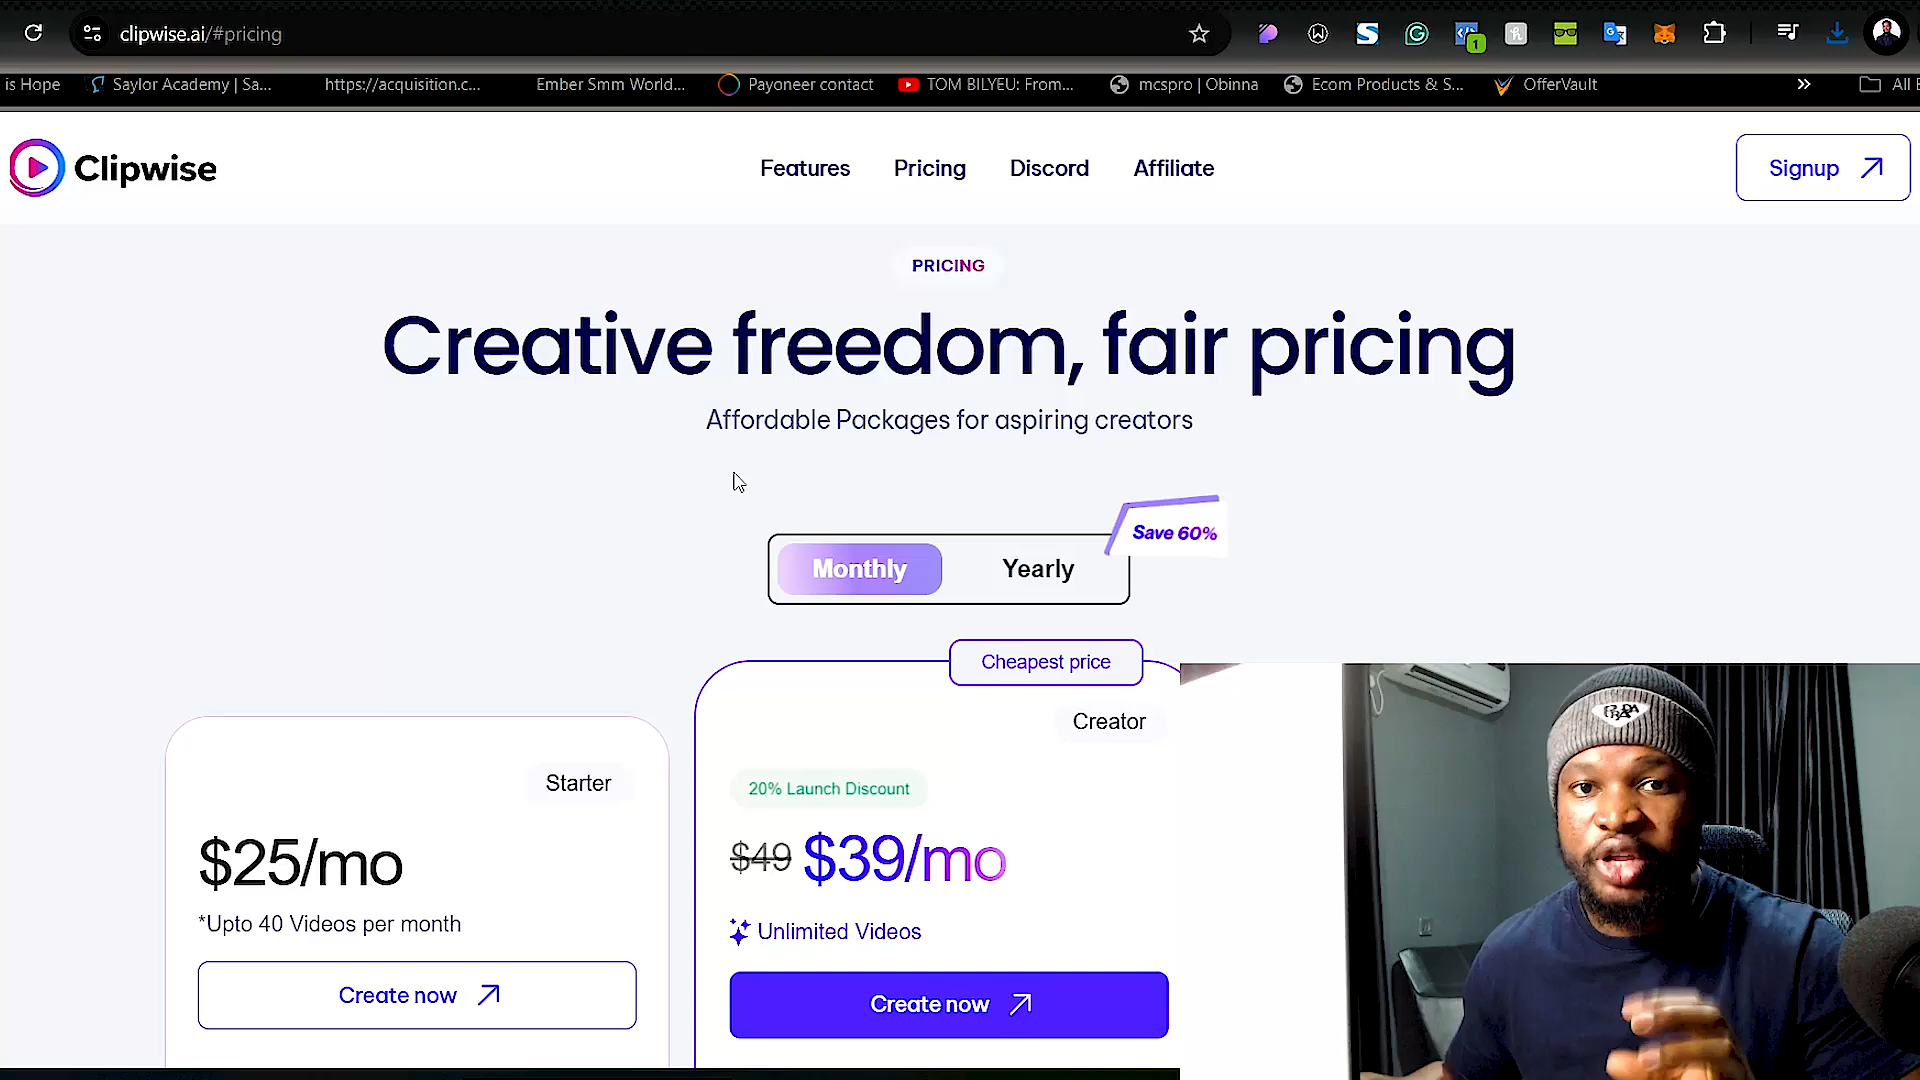 clipwise.ai/#pricing
1
is Hope
Saylor Academy | Sa...
https://acquisition.c...
Ember Smm World...
Payoneer contact
TOM BILYEU: From...
mcspro | Obinna
Ecom Products & S...
OfferVault
All
Clipwise
Features
Pricing
Discord
Affiliate
Signup
PRICING
Creative freedom, fair pricing
Affordable Packages for aspiring creators
Save 60%
Monthly
Yearly
Cheapest price
Creator
Starter
20% Launch Discount
$25/mo
$49 $39/mo
*Upto 40 Videos per month
Unlimited Videos
Create now
Create now